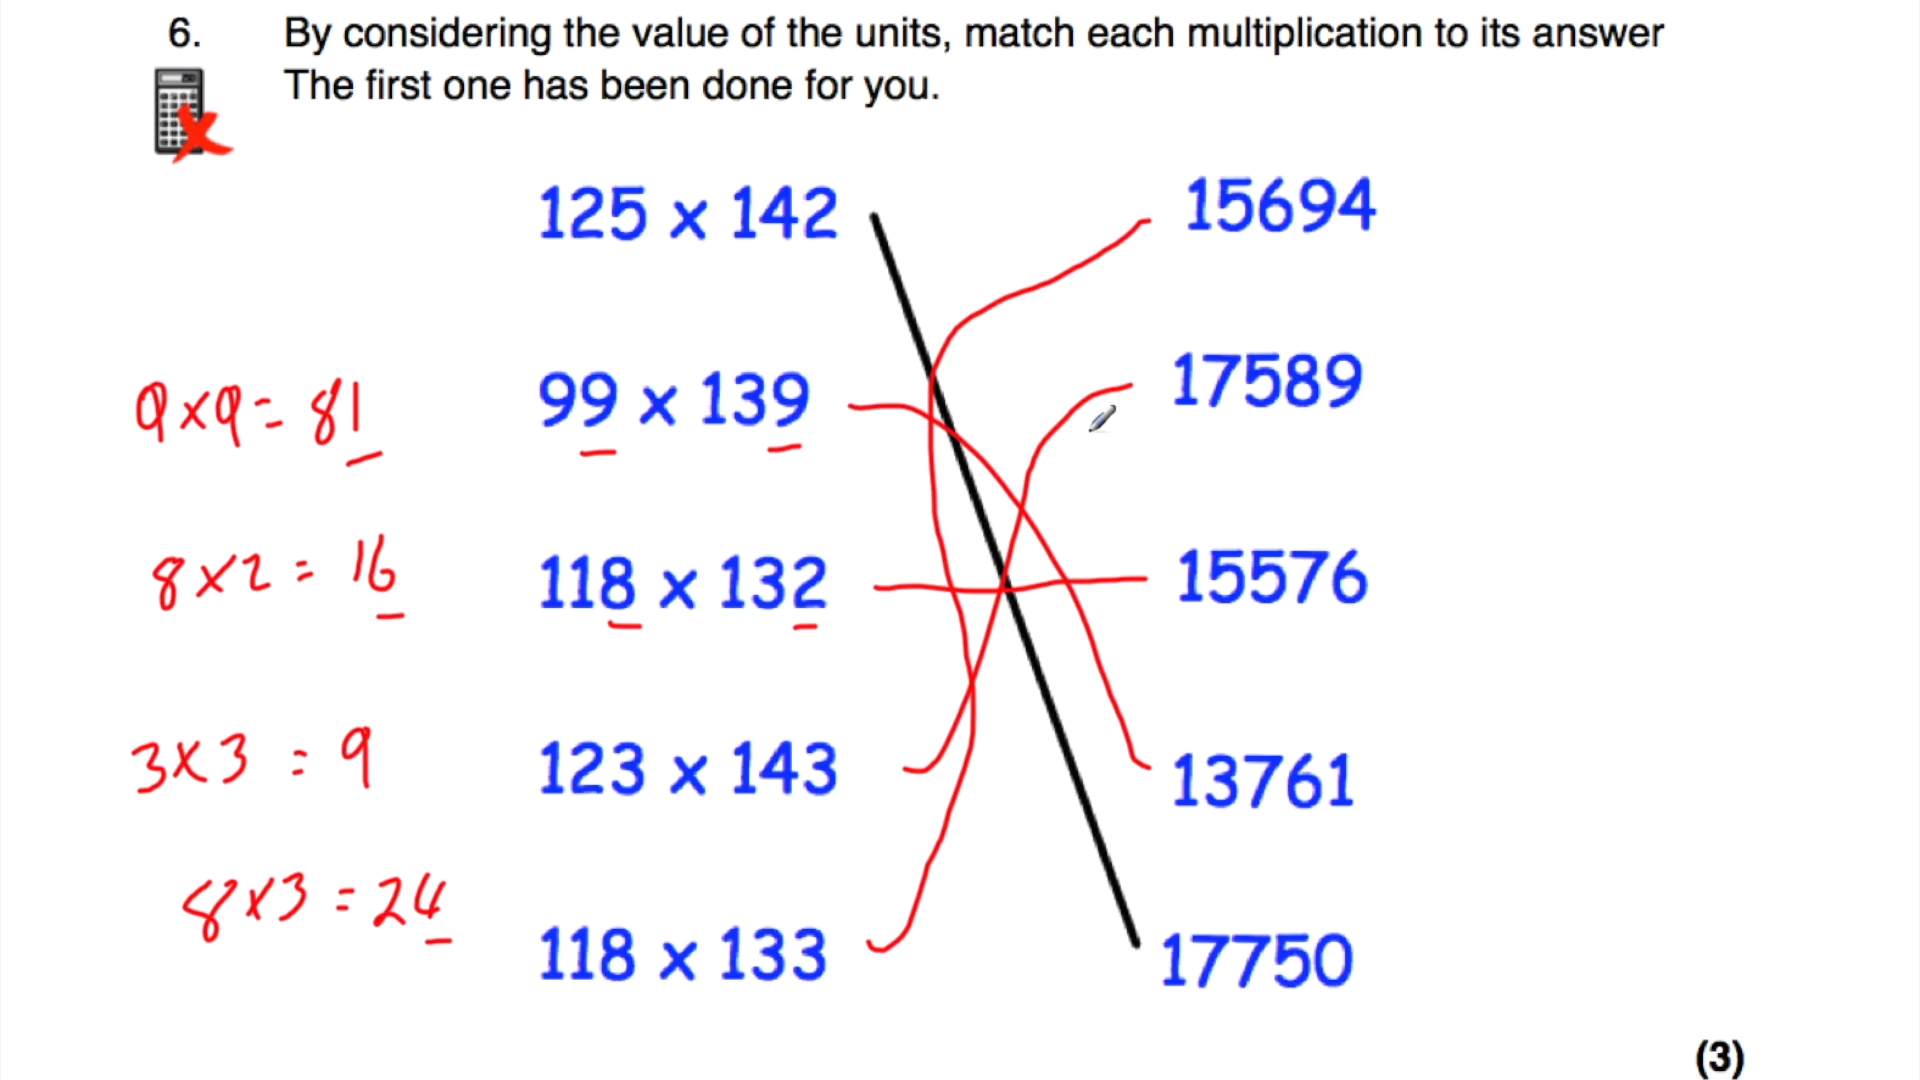 6. By considering the value of the units, match each multiplication to its answer
The first one has been done for you.
125 x 142 15694
9x9= 81 99 x 139 17589
8x2 = 16 118 x 132 15576
3x3 = 9 123 x 143 13761
8x3 = 24 118 x 133 17750
(3)